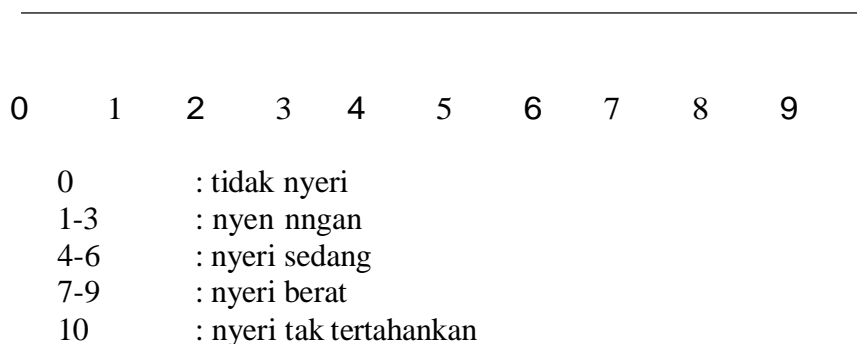 0 1 2 3 4 5 6 7 8 9
0 : tidak nyeri
1-3 : nyen nngan
4-6 : nyeri sedang
7-9 : nyeri berat
10 : nyeri tak tertahankan